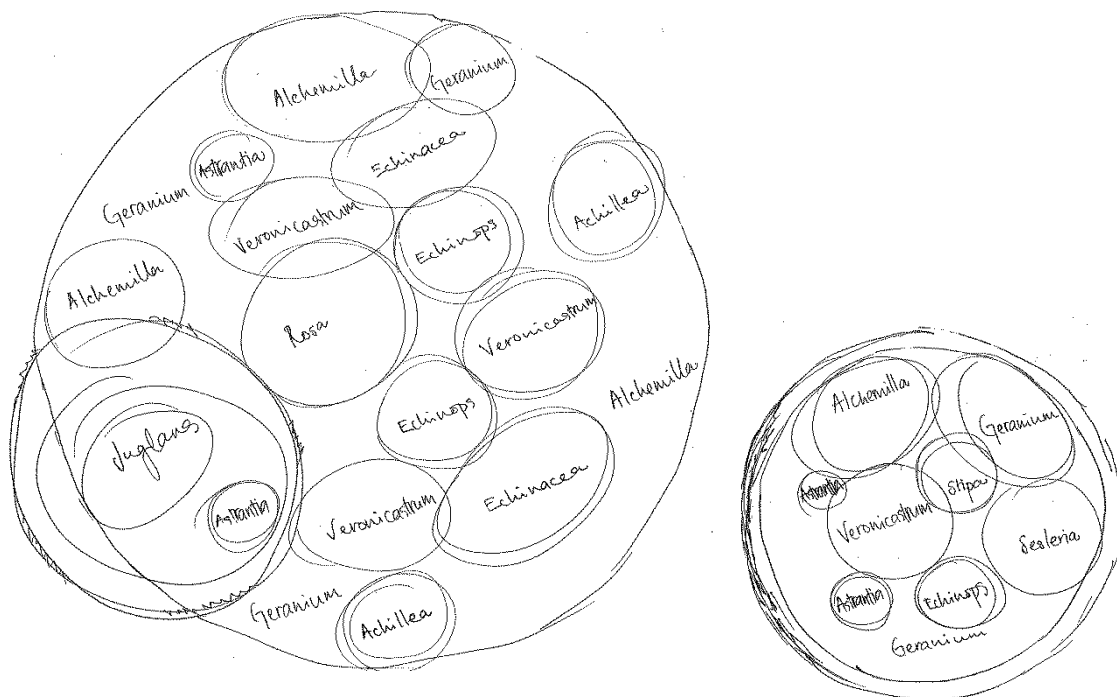 Alchemilla
Geranium
Echinacea
Astrantia
Geranium
Veronicastrum
Echinops
Achillea
Alchemilla
Rosa
Veronicastrum
Alchemilla
Echinops
Juglans
Astrantia
Veronicastrum
Echinacea
Geranium
Achillea
Alchemilla
Geranium
Astrantia
Stipa
Veronicastrum
Sesleria
Astrantia
Echinops
Geranium